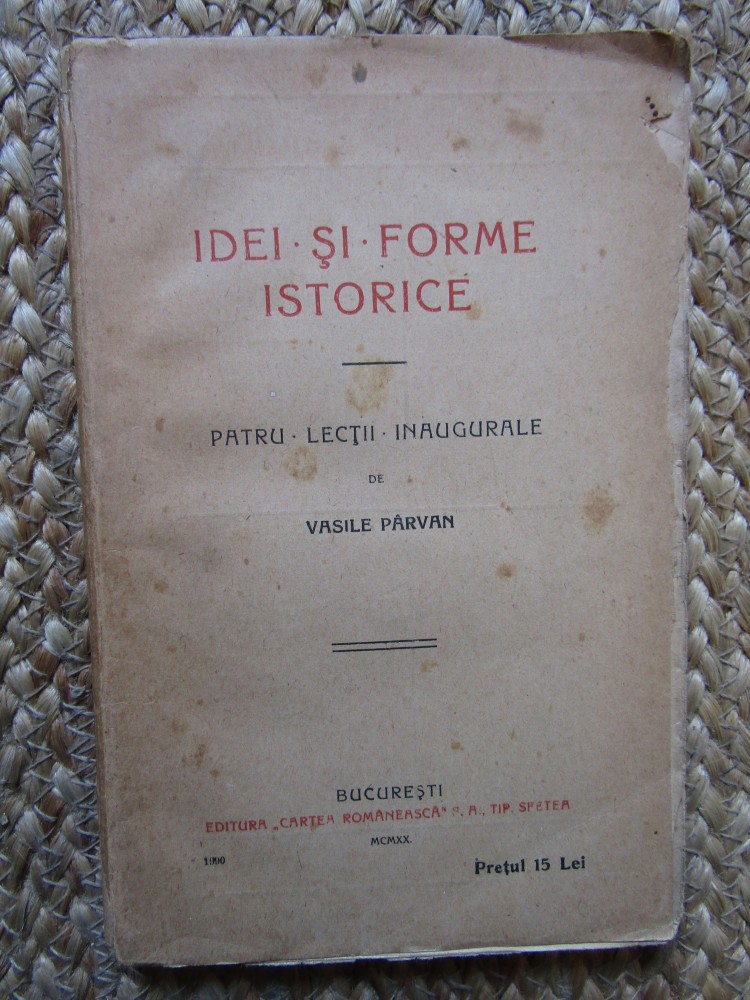 IDEI · ŞI · FORME
ISTORICE
PATRU · LECŢII · INAUGURALE
DE
VASILE PÂRVAN
BUCUREŞTI
EDITURA „CARTEA ROMÂNEASCĂ" S. A., TIP. SFETEA
MCMXX.
Preţul 15 Lei